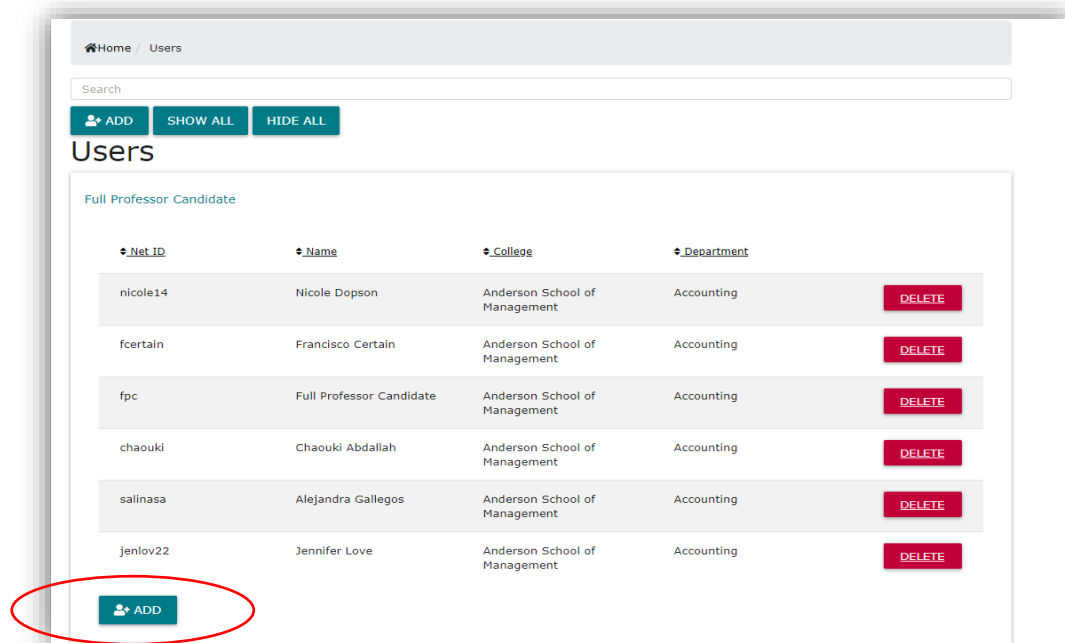 Home / Users
Search
ADD SHOW ALL HIDE ALL
Users
Full Professor Candidate
Net ID Name College Department
nicole14 Nicole Dopson Anderson School of Accounting DELETE
Management
fcertain Francisco Certain Anderson School of Accounting DELETE
Management
fpc Full Professor Candidate Anderson School of Accounting DELETE
Management
chaouki Chaouki Abdallah Anderson School of Accounting DELETE
Management
salinasa Alejandra Gallegos Anderson School of Accounting DELETE
Management
jenlov22 Jennifer Love Anderson School of Accounting DELETE
Management
ADD